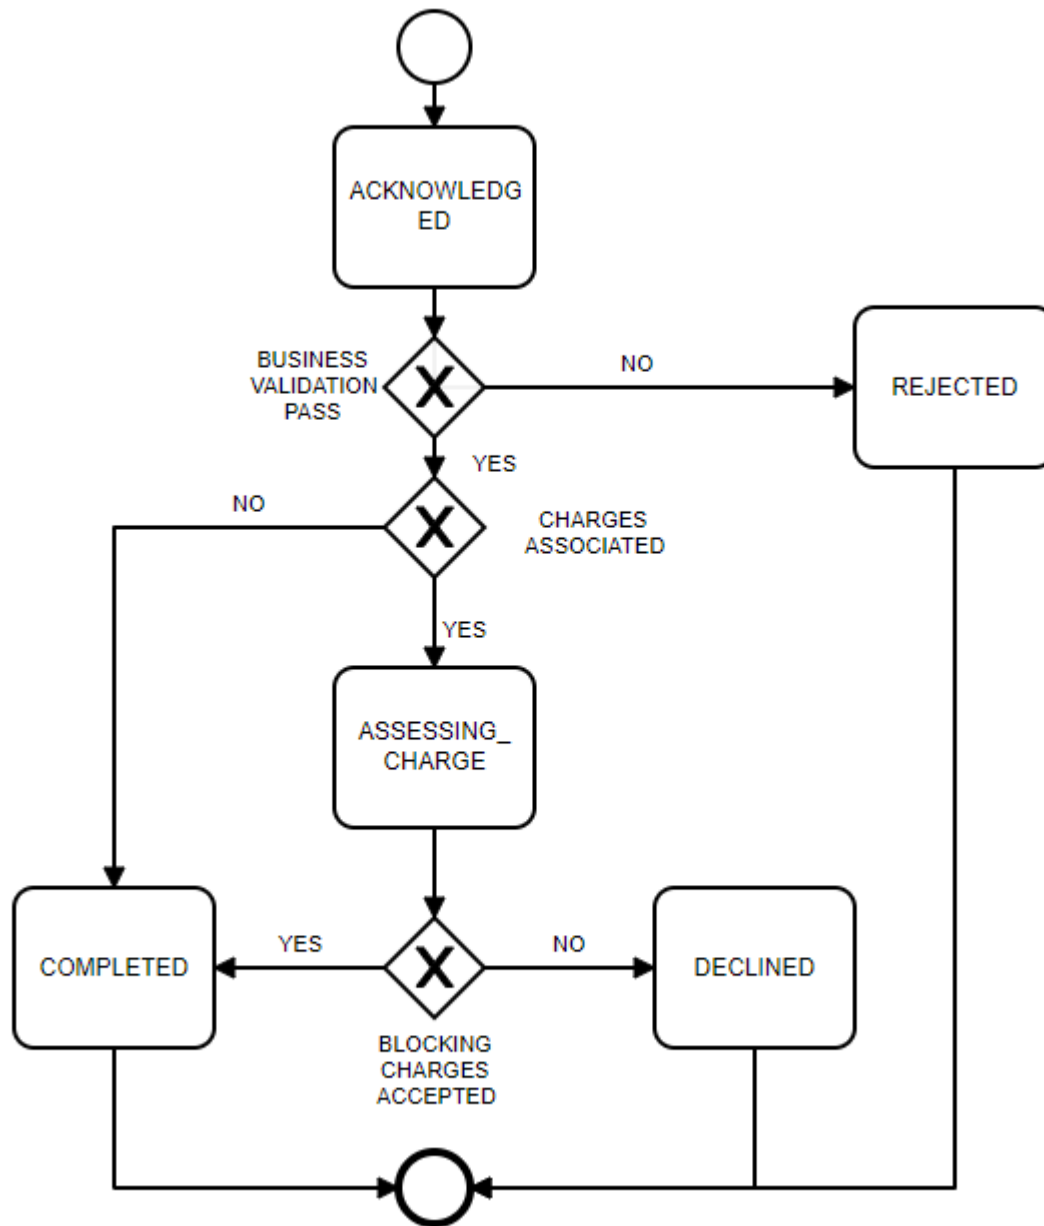 ACKNOWLEDG
ED
BUSINESS
VALIDATION
PASS
X
NO
REJECTED
YES
NO
X
CHARGES
ASSOCIATED
YES
ASSESSING_
CHARGE
COMPLETED
YES
X
NO
DECLINED
BLOCKING
CHARGES
ACCEPTED